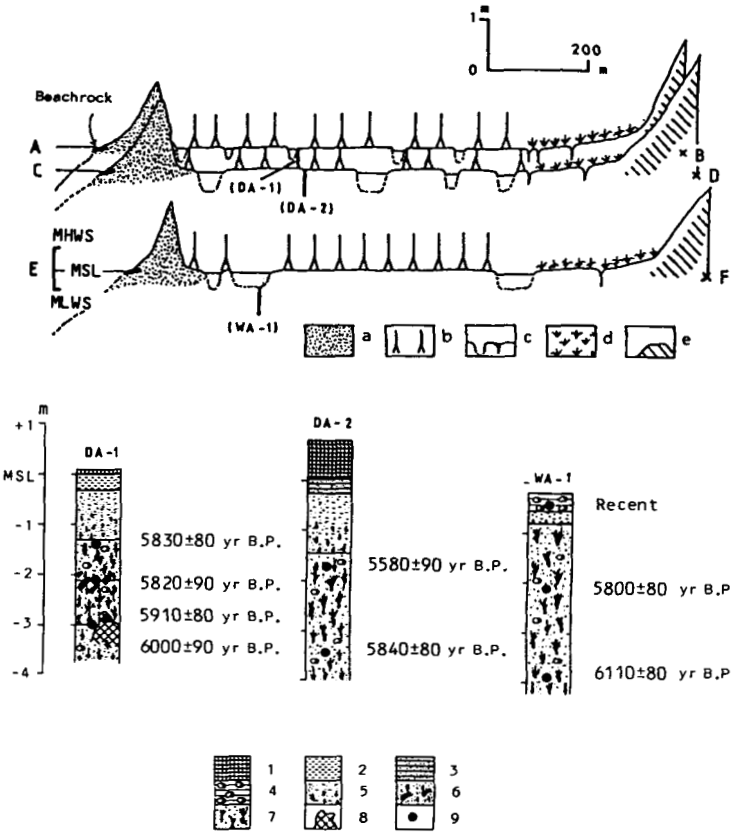 1 m
0
200 m
Beachrock
A
C
(DA-1)
(DA-2)
B
D
MHWS
E
MSL
MLWS
(WA-1)
F
a
b
c
d
e
m
+1
MSL
-1
-2
-3
-4
DA-1
5830±80 yr B.P.
5820±90 yr B.P.
5910±80 yr B.P.
6000±90 yr B.P.
DA-2
5580±90 yr B.P.
5840±80 yr B.P.
WA-1
Recent
5800±80 yr B.P
6110±80 yr B.P
1 2 3
4 5 6
7 8 9